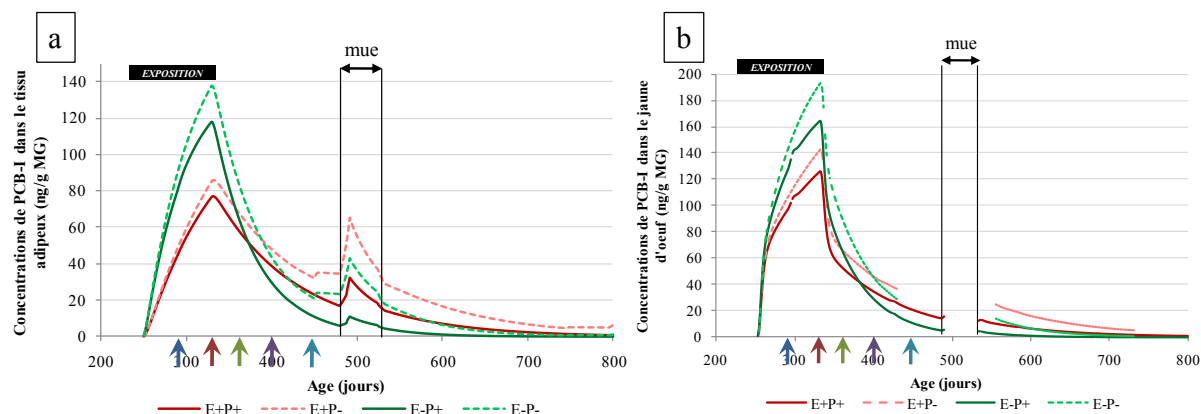 a
mue
EXPOSITION
Concentrations de PCB-I dans le tissu
adipeux (ng/g MG)
140
120
100
80
60
40
20
0
200
300
400
500
600
700
800
Age (jours)
E+P+
E+P-
E-P+
E-P-
b
mue
EXPOSITION
Concentrations de PCB-I dans le jaune
d'oeuf (ng/g MG)
200
180
160
140
120
100
80
60
40
20
0
200
300
400
500
600
700
800
Age (jours)
E+P+
E+P-
E-P+
E-P-